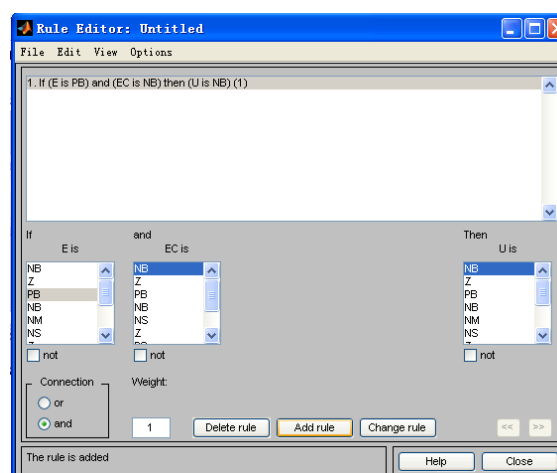 Rule Editor: Untitled
File Edit View Options
1. If (E is PB) and (EC is NB) then (U is NB) (1)
If and Then
E is EC is U is
NB
Z
PB
NB
NM
NS
NB
Z
PB
NB
NS
Z
NB
Z
PB
NB
NM
NS
not not not
Connection
or
and
Weight:
1
Delete rule Add rule Change rule << >>
The rule is added
Help Close